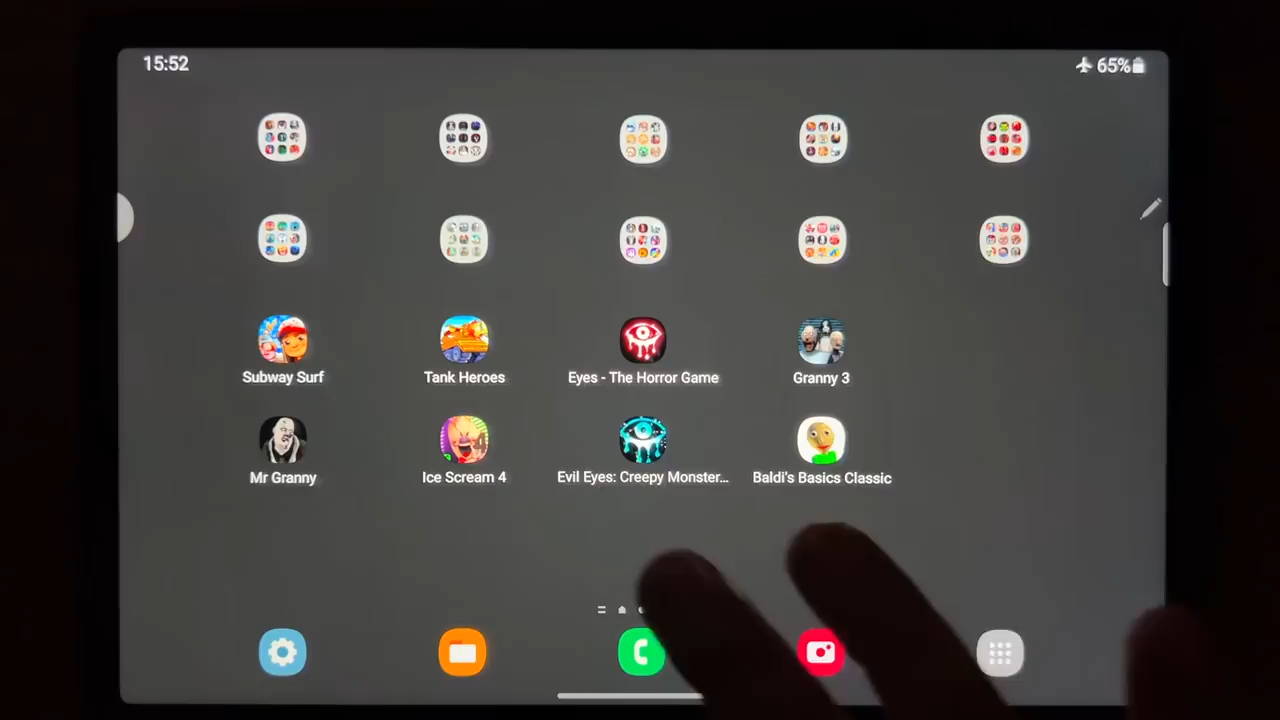 15:52
65%
Subway Surf
Tank Heroes
Eyes - The Horror Game
Granny 3
Mr Granny
Ice Scream 4
Evil Eyes: Creepy Monster...
Baldi's Basics Classic